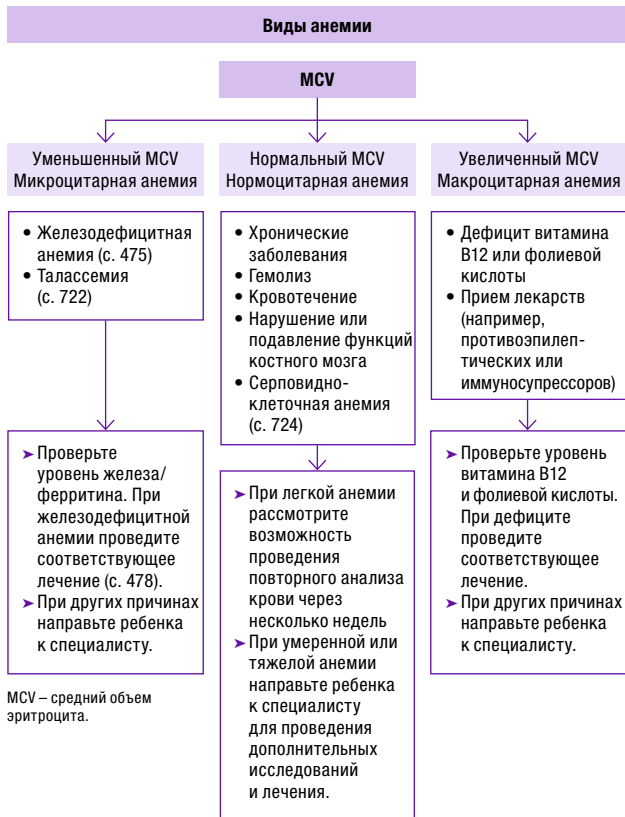 Виды анемии
MCV
Уменьшенный MCV
Микроцитарная анемия
Нормальный MCV
Нормоцитарная анемия
Увеличенный MCV
Макроцитарная анемия
• Железодефицитная
анемия (с. 475)
• Талассемия
(с. 722)
• Хронические
заболевания
• Гемолиз
• Кровотечение
• Нарушение или
подавление функций
костного мозга
• Серповидно-
клеточная анемия
(с. 724)
• Дефицит витамина
B12 или фолиевой
кислоты
• Прием лекарств
(например,
противоэпилеп-
тических или
иммуносупрессоров)
➤ Проверьте
уровень железа/
ферритина. При
железодефицитной
анемии проведите
соответствующее
лечение (с. 478).
➤ При других причинах
направьте ребенка
к специалисту.
➤ При легкой анемии
рассмотрите
возможность
проведения
повторного анализа
крови через
несколько недель
➤ При умеренной или
тяжелой анемии
направьте ребенка
к специалисту
для проведения
дополнительных
исследований
и лечения.
➤ Проверьте уровень
витамина B12
и фолиевой кислоты.
При дефиците
проведите
соответствующее
лечение.
➤ При других причинах
направьте ребенка
к специалисту.
MCV – средний объем
эритроцита.